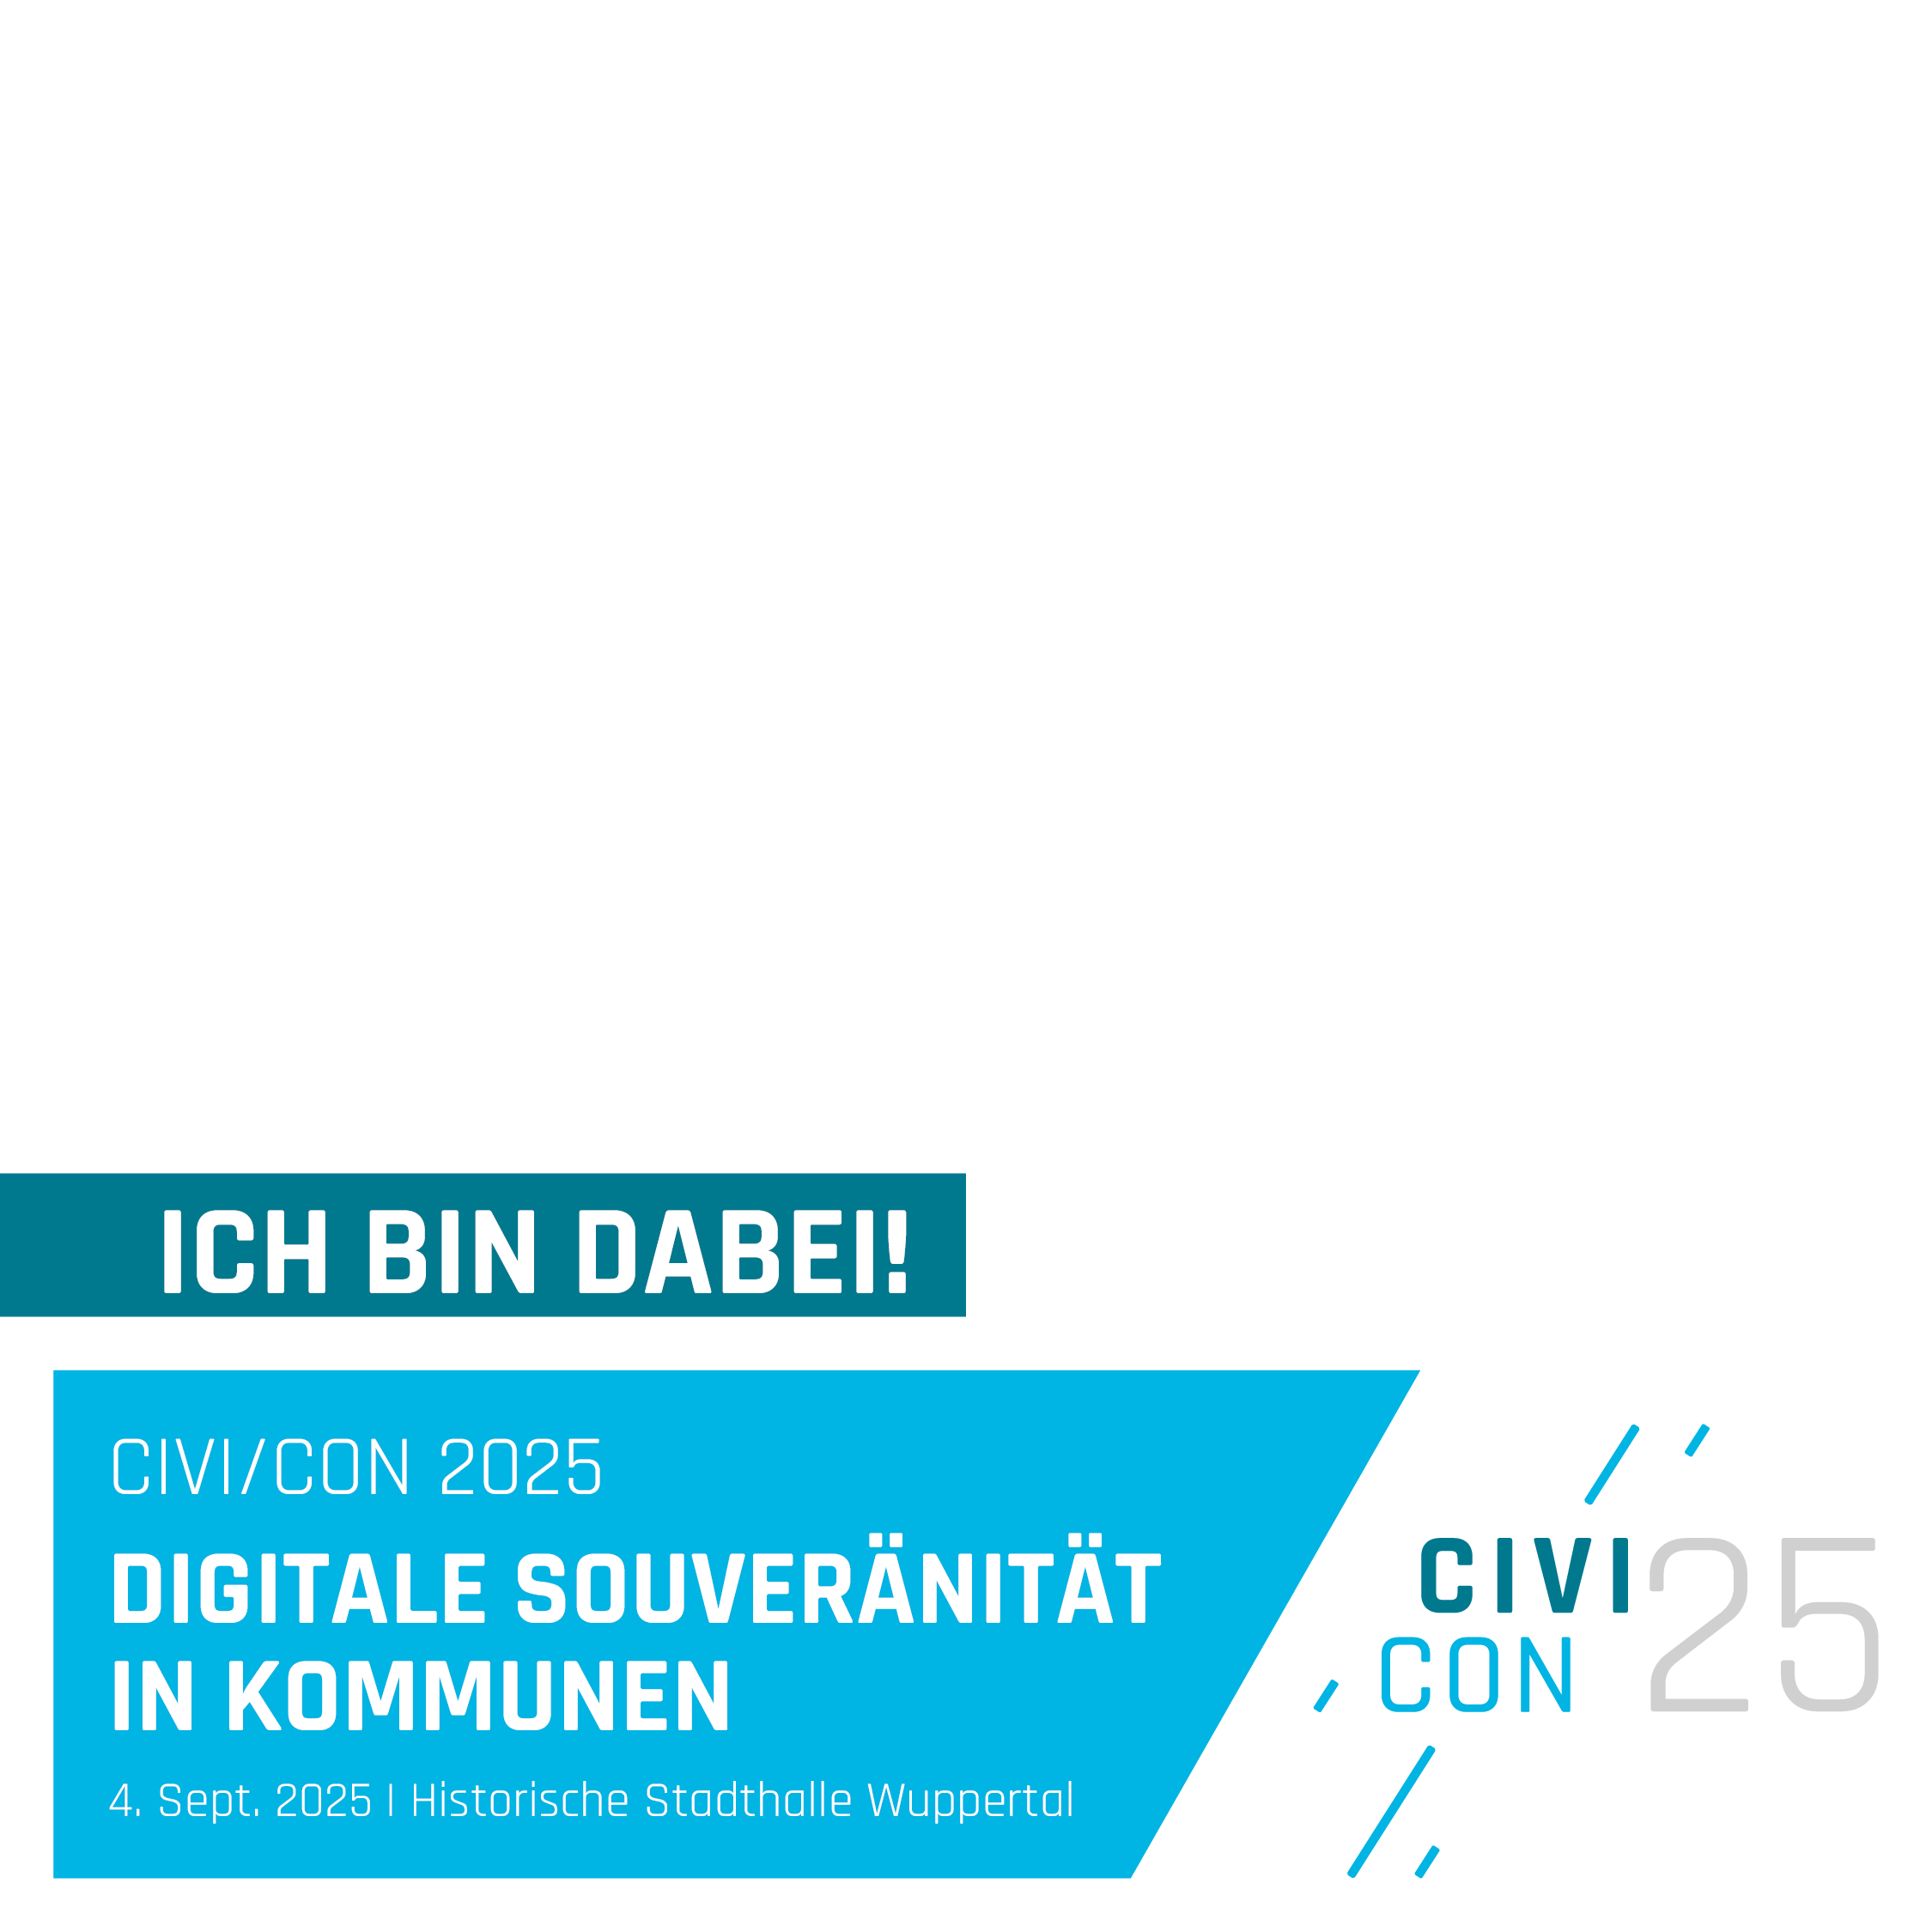 ICH BIN DABEI!
CIVI/CON 2025
DIGITALE SOUVERÄNITÄT
IN KOMMUNEN
4. Sept. 2025 | Historische Stadthalle Wuppertal
CIVI
CON
25